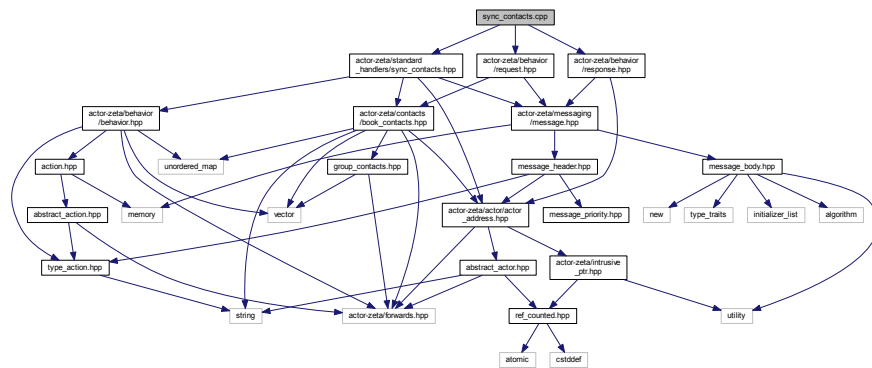 sync_contacts.cpp
actor-zeta/standard
_handlers/sync_contacts.hpp
actor-zeta/behavior
/request.hpp
actor-zeta/behavior
/response.hpp
actor-zeta/behavior
/behavior.hpp
actor-zeta/contacts
/book_contacts.hpp
actor-zeta/messaging
/message.hpp
action.hpp
unordered_map
group_contacts.hpp
message_header.hpp
message_body.hpp
abstract_action.hpp
memory
vector
actor-zeta/actor/actor
_address.hpp
message_priority.hpp
new
type_traits
initializer_list
algorithm
type_action.hpp
abstract_actor.hpp
actor-zeta/intrusive
_ptr.hpp
string
actor-zeta/forwards.hpp
ref_counted.hpp
utility
atomic
cstddef